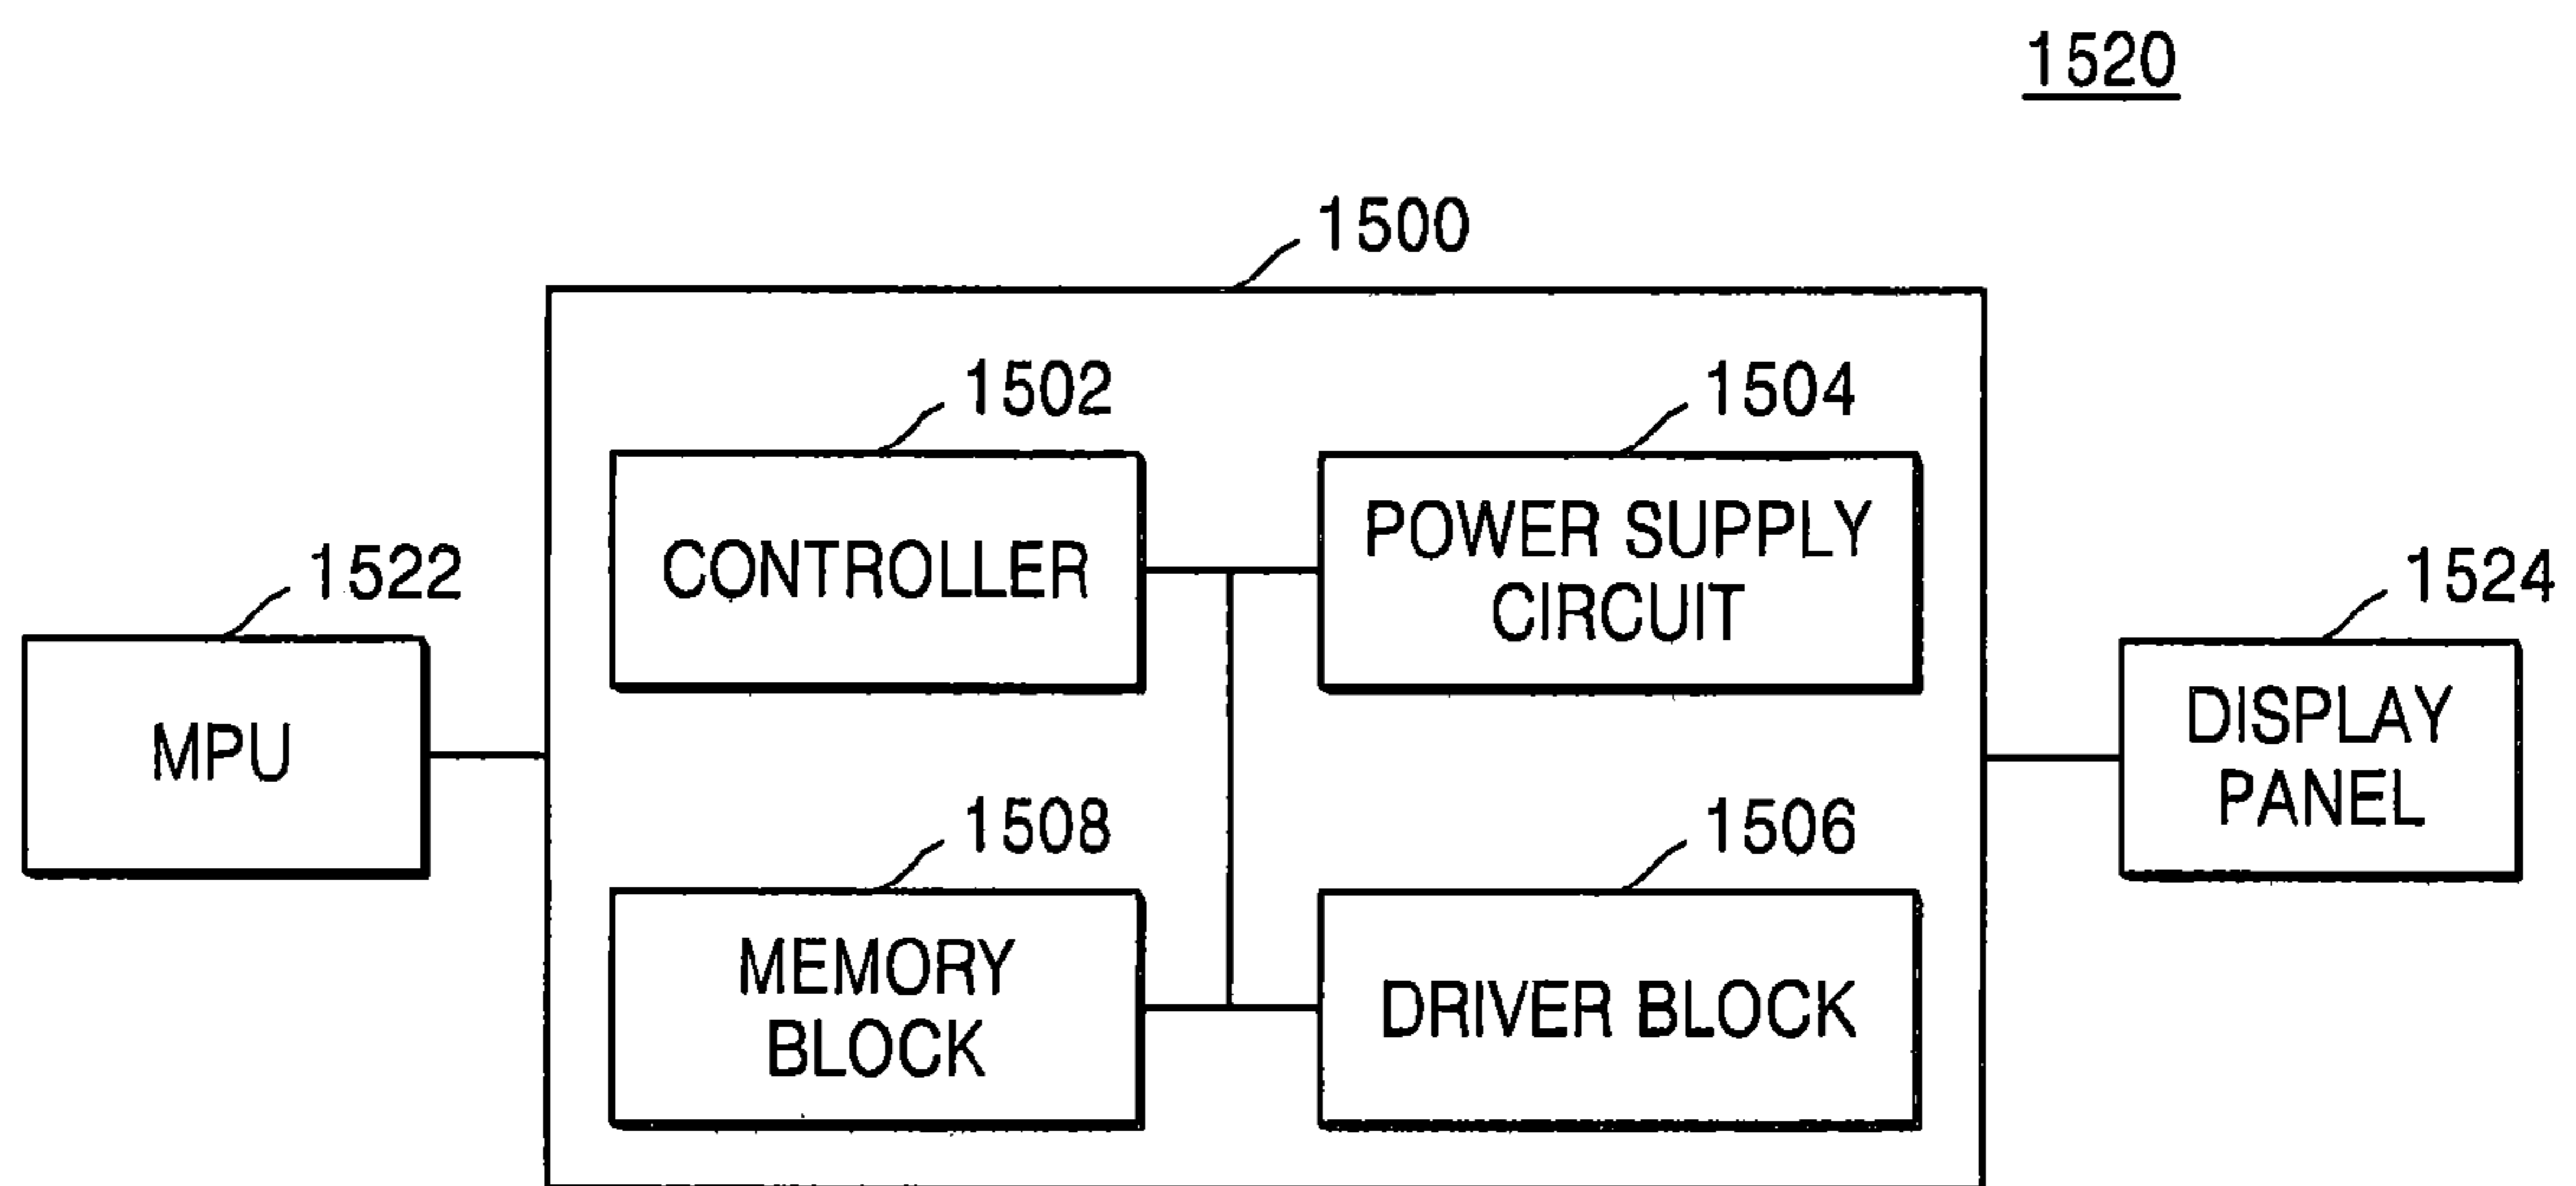 1520
1500
1502
1504
CONTROLLER
POWER SUPPLY
CIRCUIT
1522
MPU
1524
DISPLAY
PANEL
1508
1506
MEMORY
BLOCK
DRIVER BLOCK